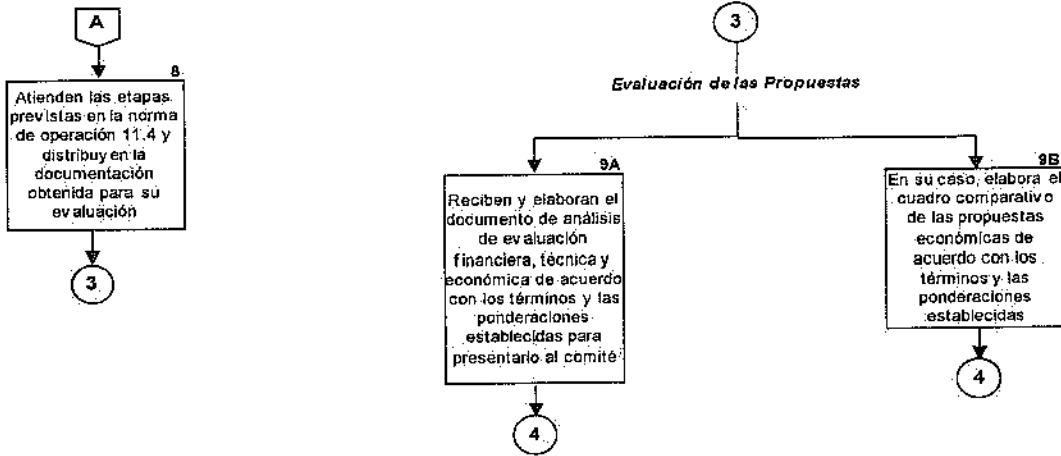 A
8
Atienden las etapas
previstas en la norma
de operación 11.4 y
distribuyen la
documentación
obtenida para su
evaluación
3
3
Evaluación de las Propuestas
9A
Reciben y elaboran el
documento de análisis
de evaluación
financiera, técnica y
económica de acuerdo
con los términos y las
ponderaciones
establecidas para
presentarlo al comité
4
9B
En su caso, elabora el
cuadro comparativo
de las propuestas
económicas de
acuerdo con los
términos y las
ponderaciones
establecidas
4